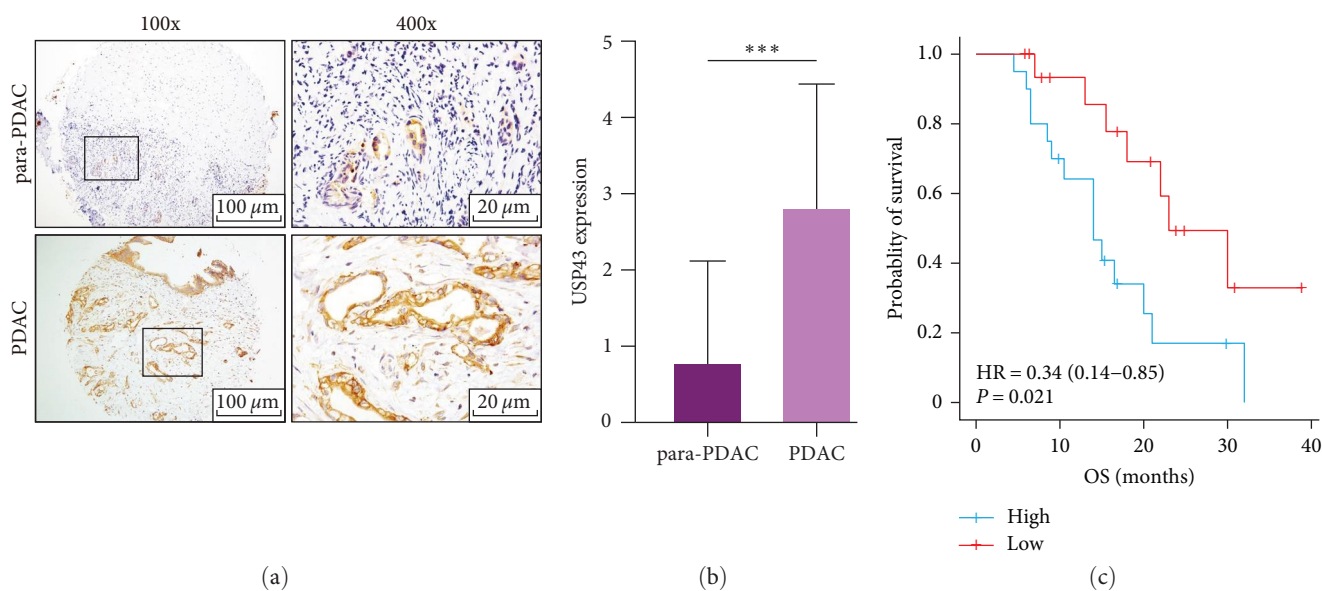 100x
400x
para-PDAC
100 μm
20 μm
PDAC
100 μm
20 μm
(a)
USP43 expression
5
4
3
2
1
0
***
para-PDAC
PDAC
(b)
Probablity of survival
1.0
0.8
0.6
0.4
0.2
0
HR = 0.34 (0.14–0.85)
P = 0.021
0
10
20
30
40
OS (months)
High
Low
(c)